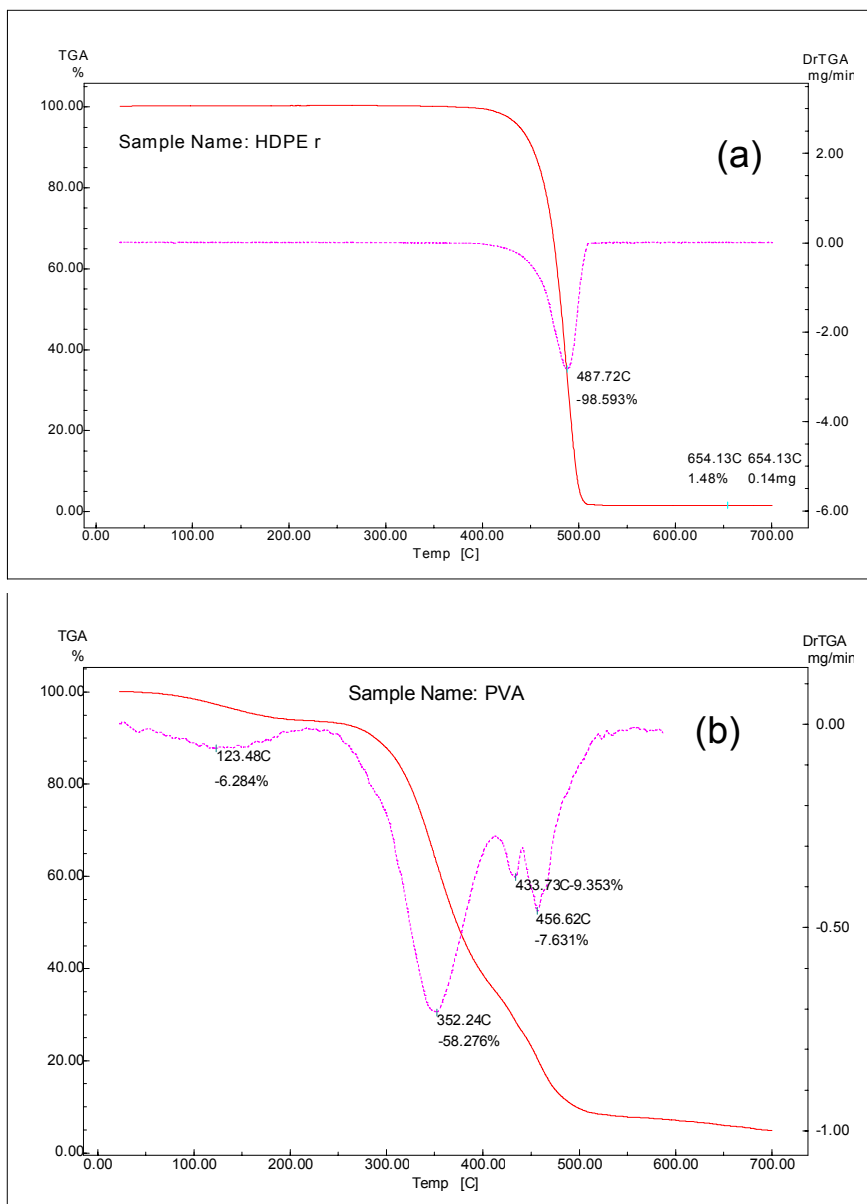 TGA
%
DrTGA
mg/min
100.00
80.00
60.00
40.00
20.00
0.00
Sample Name: HDPE r
(a)
2.00
0.00
-2.00
-4.00
-6.00
487.72C
-98.593%
654.13C 654.13C
1.48% 0.14mg
0.00 100.00 200.00 300.00 400.00 500.00 600.00 700.00
Temp [C]
TGA
%
DrTGA
mg/min
100.00
80.00
60.00
40.00
20.00
0.00
Sample Name: PVA
(b)
0.00
-0.50
-1.00
123.48C
-6.284%
433.73C-9.353%
456.62C
-7.631%
352.24C
-58.276%
0.00 100.00 200.00 300.00 400.00 500.00 600.00 700.00
Temp [C]